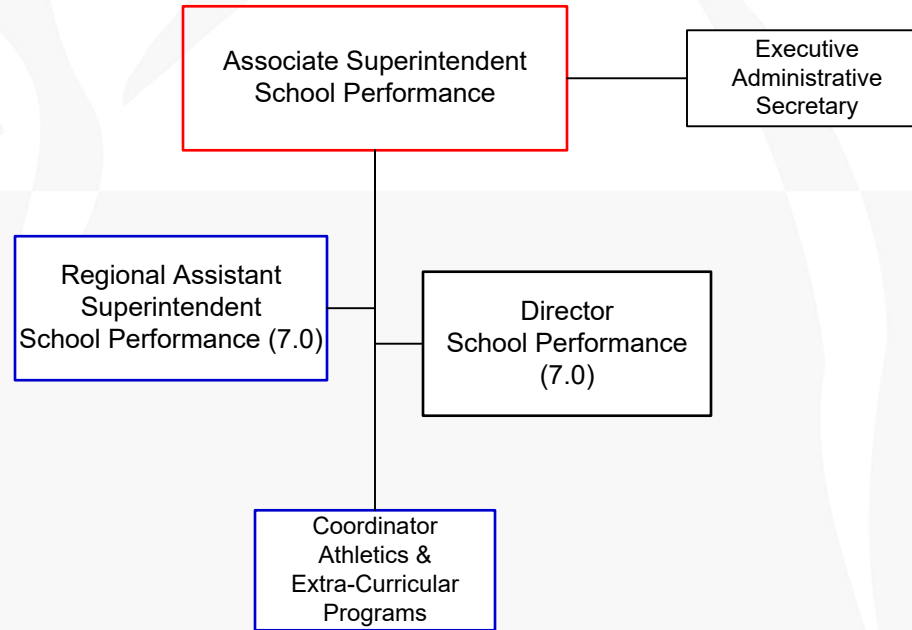 Associate Superintendent
School Performance
Executive
Administrative
Secretary
Regional Assistant
Superintendent
School Performance (7.0)
Director
School Performance
(7.0)
Coordinator
Athletics &
Extra-Curricular
Programs